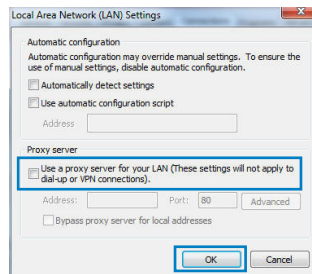 Local Area Network (LAN) Settings
Automatic configuration
Automatic configuration may override manual settings. To ensure the
use of manual settings, disable automatic configuration.
Automatically detect settings
Use automatic configuration script
Address
Proxy server
Use a proxy server for your LAN (These settings will not apply to
dial-up or VPN connections).
Address: Port: 80 Advanced
Bypass proxy server for local addresses
OK Cancel